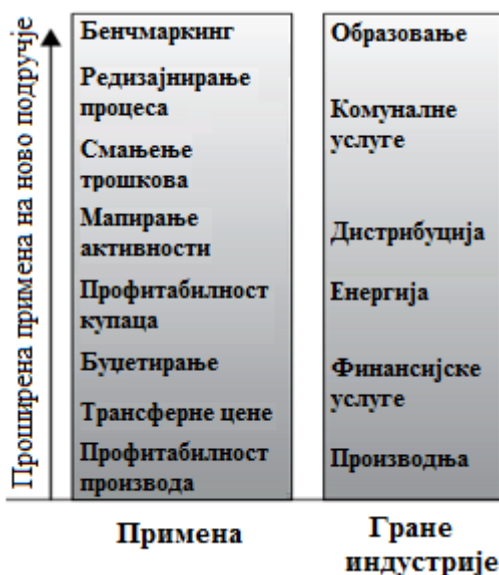 Проширена примена на ново подручје
Бенчмаркинг
Редизајнирање
процеса
Смањење
трошкова
Мапирање
активности
Профитабилност
купаца
Буџетирање
Трансферне цене
Профитабилност
производа
Примена
Образовање
Комуналне
услуге
Дистрибуција
Енергија
Финансијске
услуге
Производња
Гране
индустрије